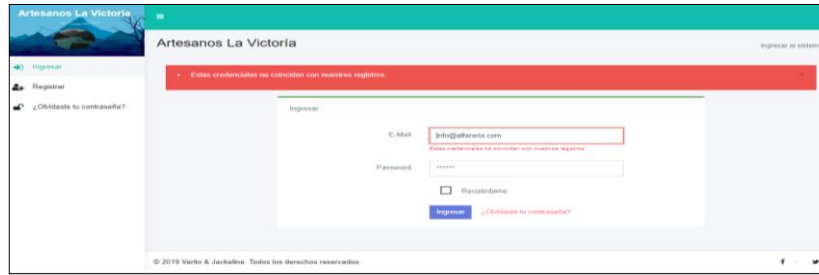 Artesanos La Victoria
Artesanos La Victoría
Ingresar al sistema
Ingresar
Registrar
¿Olvidaste tu contraseña?
Estas credenciales no coinciden con nuestros registros.
Ingresar
E-Mail
info@alfareria.com
Estas credenciales no coinciden con nuestros registros.
Password
Recuérdame
Ingresar ¿Olvidaste tu contraseña?
© 2019 Verito & Jackeline. Todos los derechos reservados.